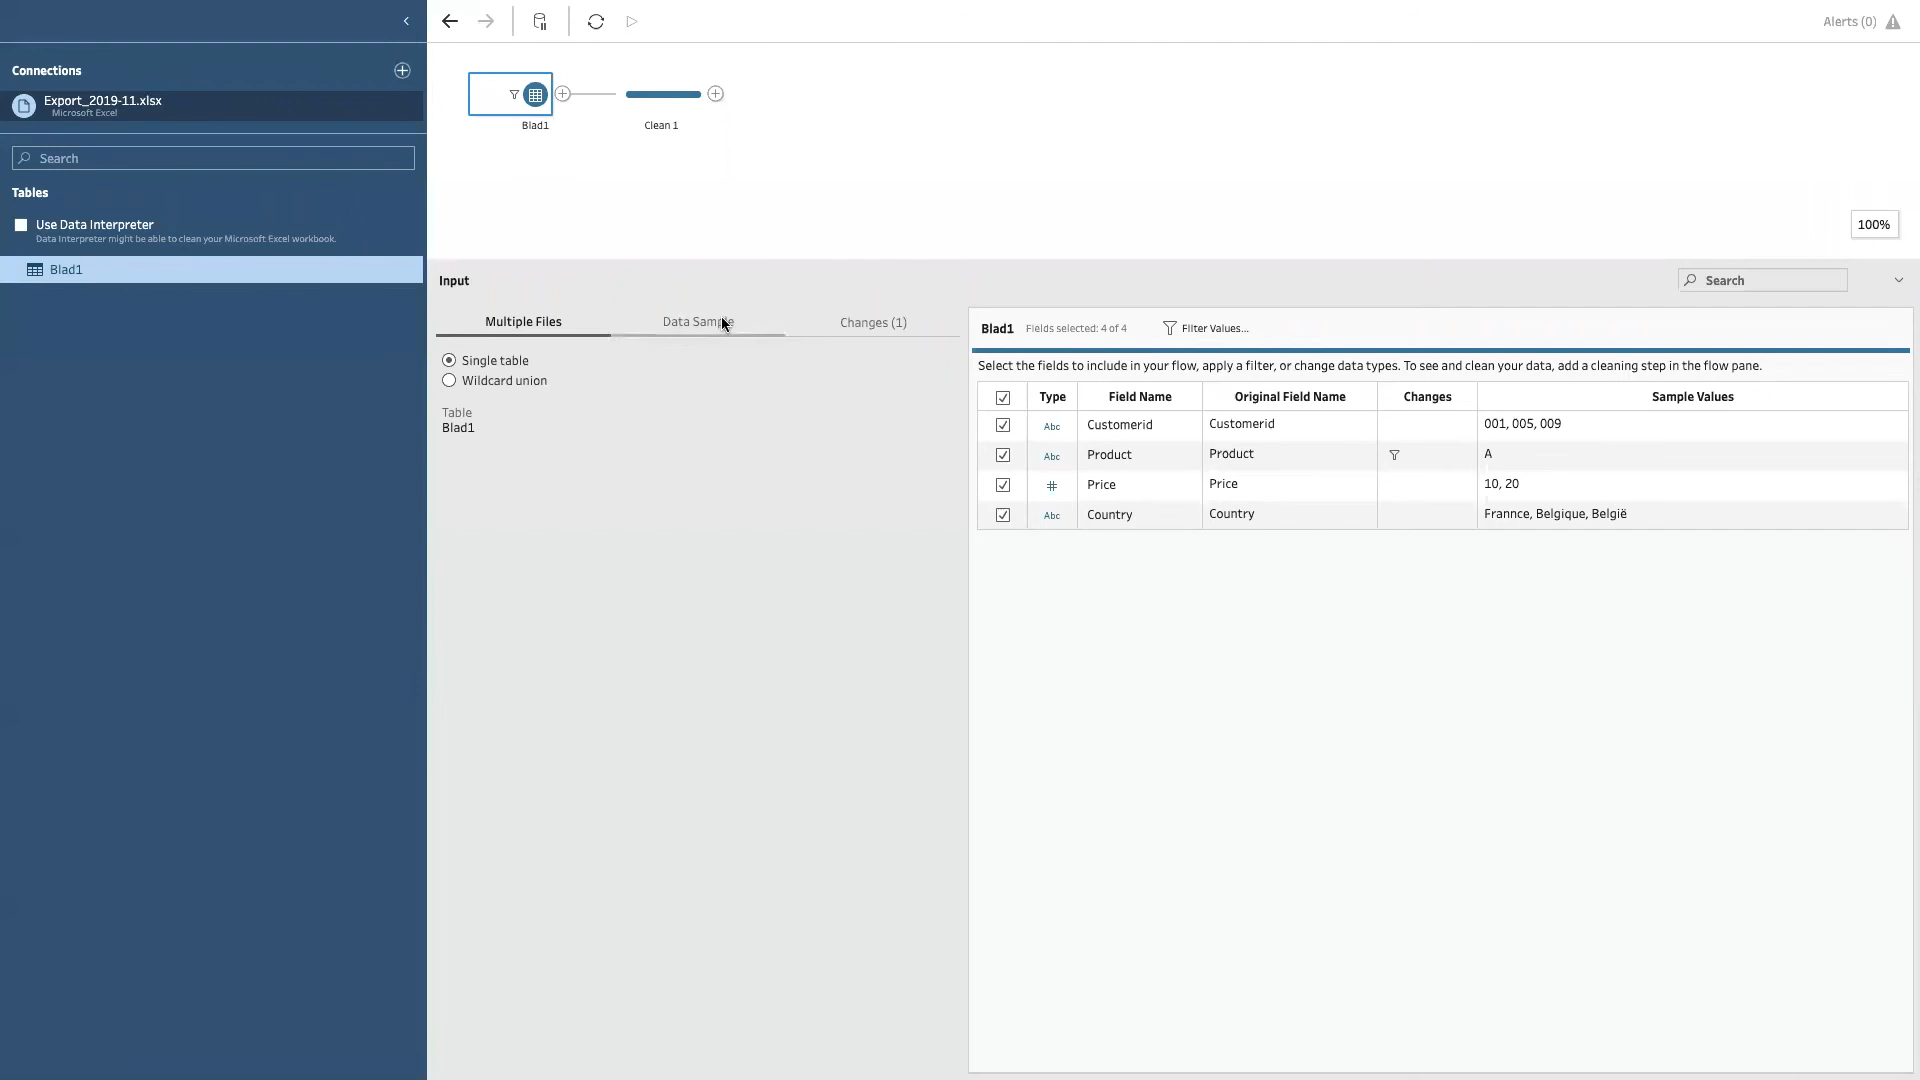 Alerts (0)
Connections
Export_2019-11.xlsx
Microsoft Excel
Blad1
Clean 1
Search
Tables
Use Data Interpreter
Data Interpreter might be able to clean your Microsoft Excel workbook.
Blad1
100%
Input
Search
Multiple Files
Data Sample
Changes (1)
Single table
Wildcard union
Table
Blad1
Blad1 Fields selected: 4 of 4 Filter Values...
Select the fields to include in your flow, apply a filter, or change data types. To see and clean your data, add a cleaning step in the flow pane.
Type Field Name Original Field Name Changes Sample Values
Abc Customerid Customerid 001, 005, 009
Abc Product Product A
# Price Price 10, 20
Abc Country Country Frannce, Belgique, België